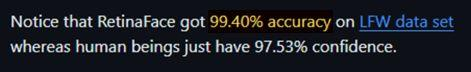 Notice that RetinaFace got 99.40% accuracy on LFW data set
whereas human beings just have 97.53% confidence.